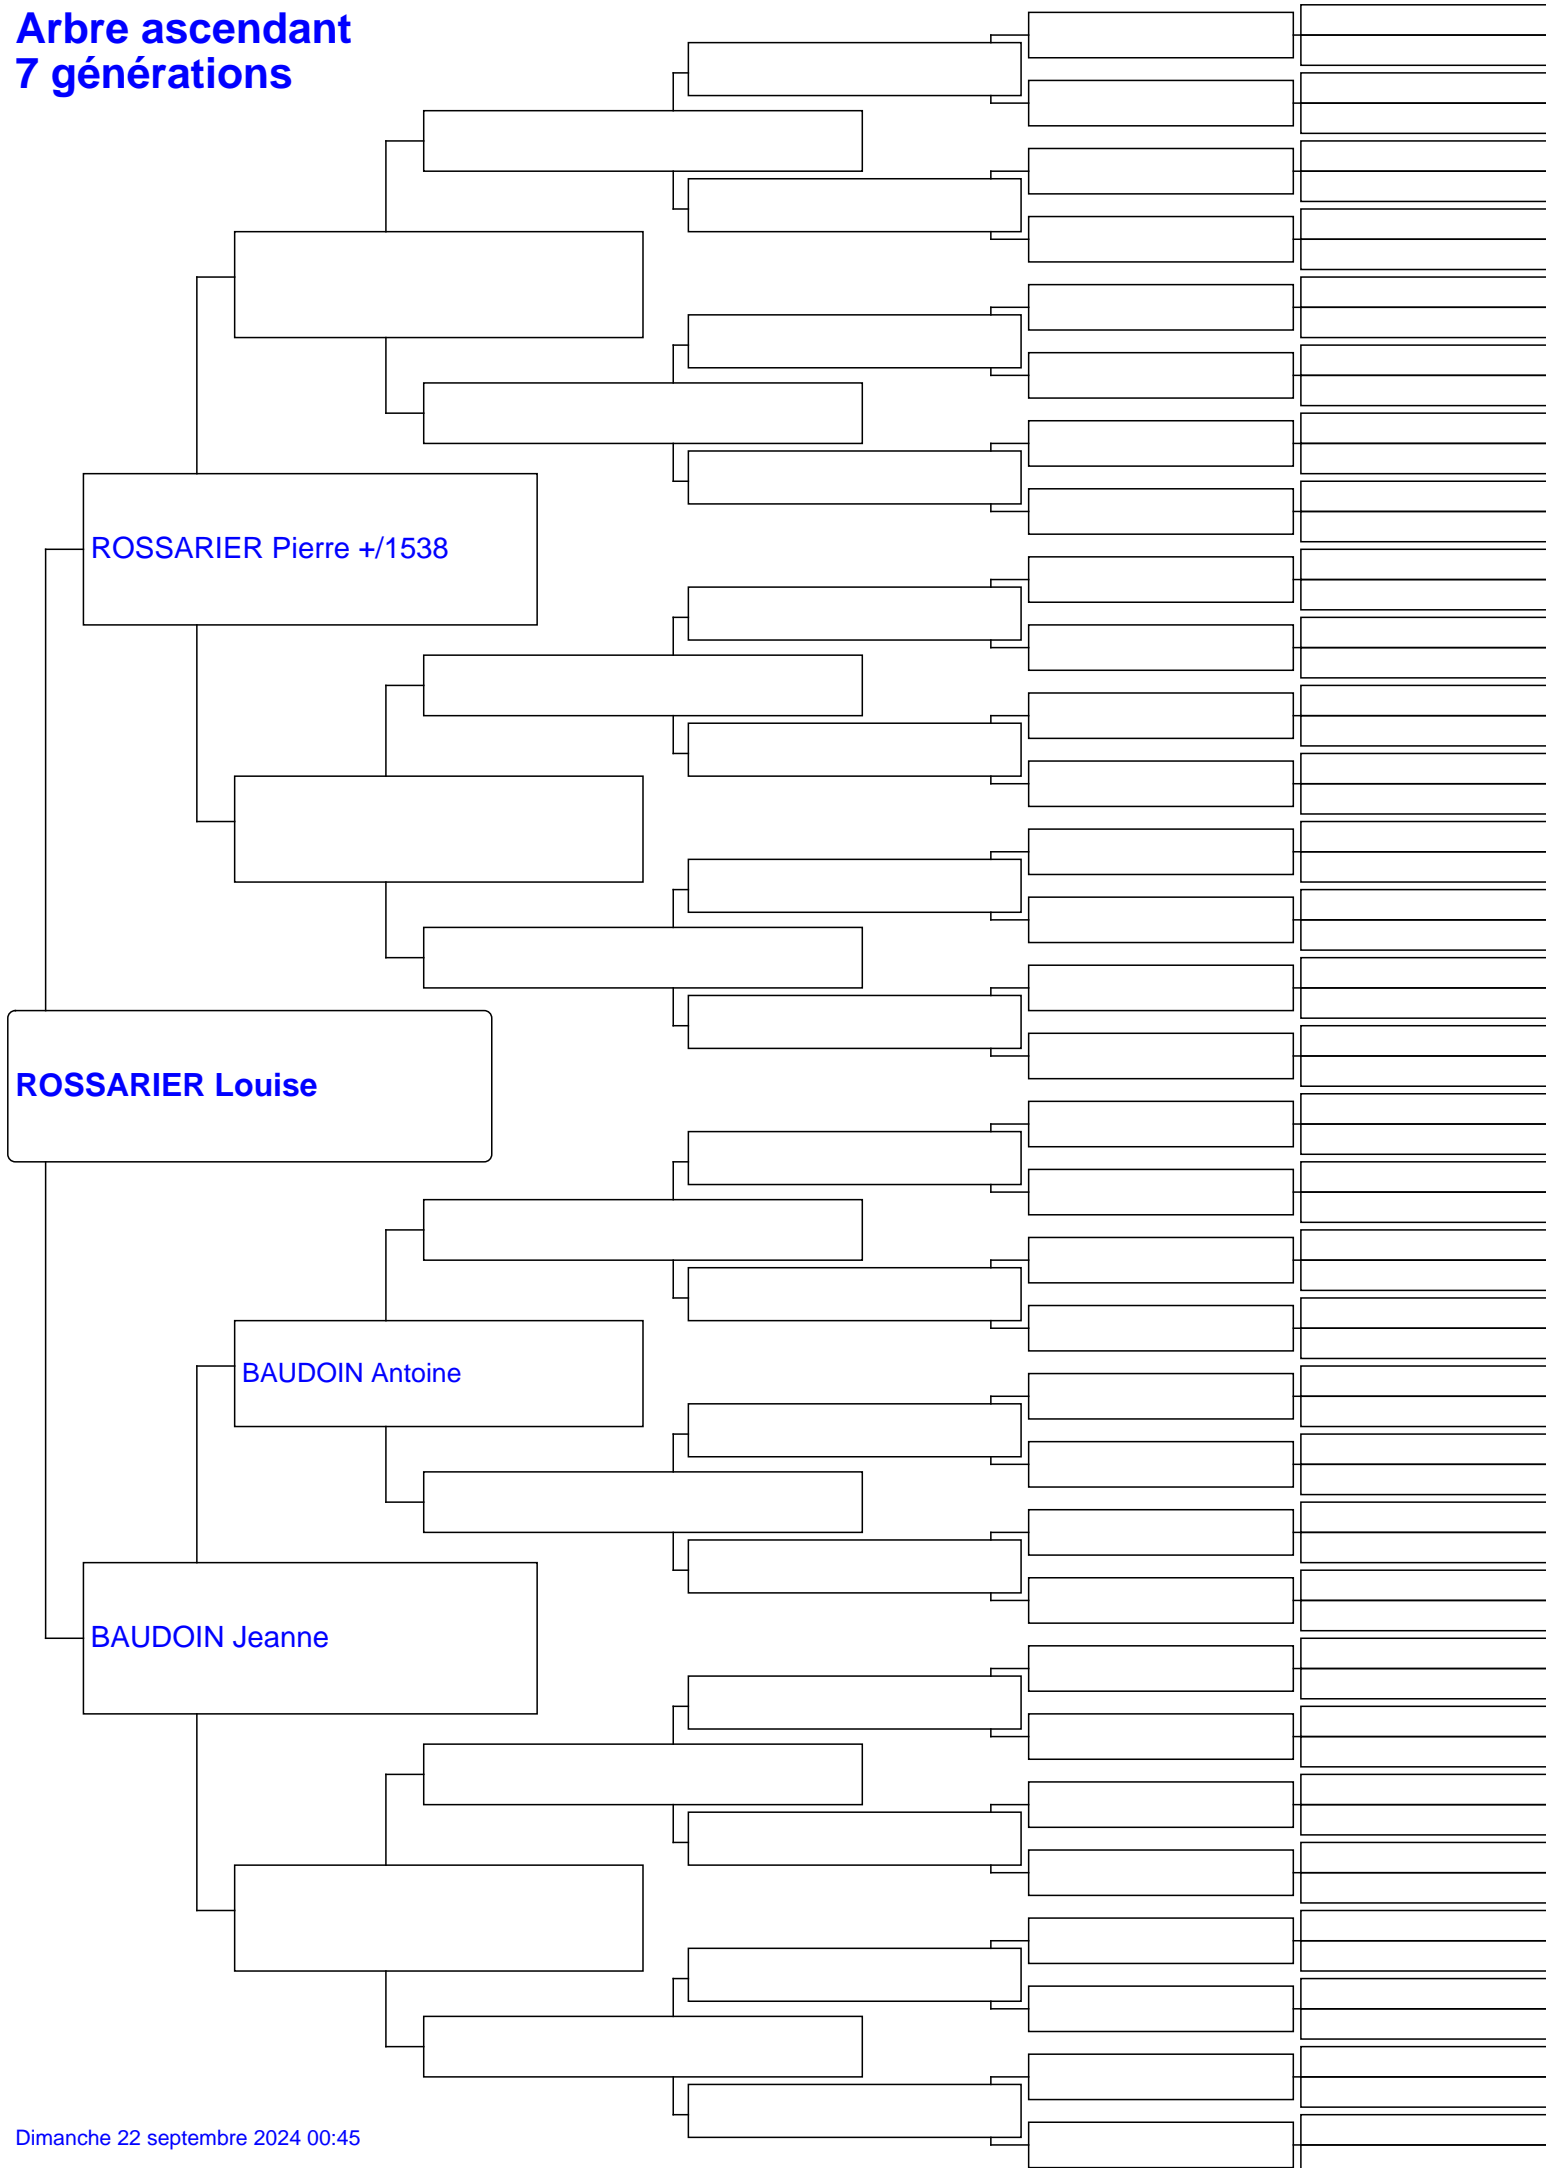 Arbre ascendant
7 générations
ROSSARIER Pierre +/1538
ROSSARIER Louise
BAUDOIN Antoine
BAUDOIN Jeanne
Dimanche 22 septembre 2024 00:45